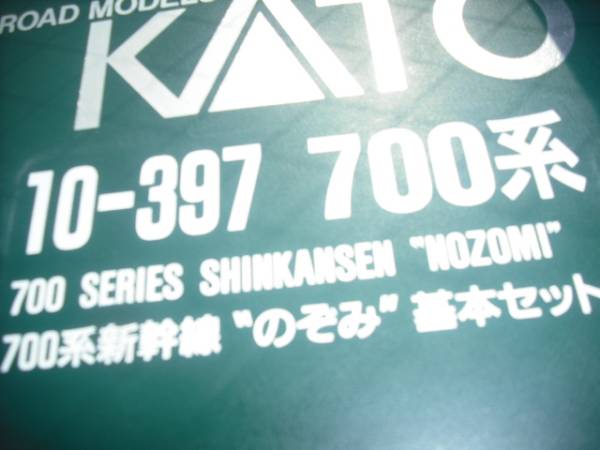 ROAD MODELS
KATO
10-397 700系
700 SERIES SHINKANSEN "NOZOMI"
700系新幹線 "のぞみ" 基本セット